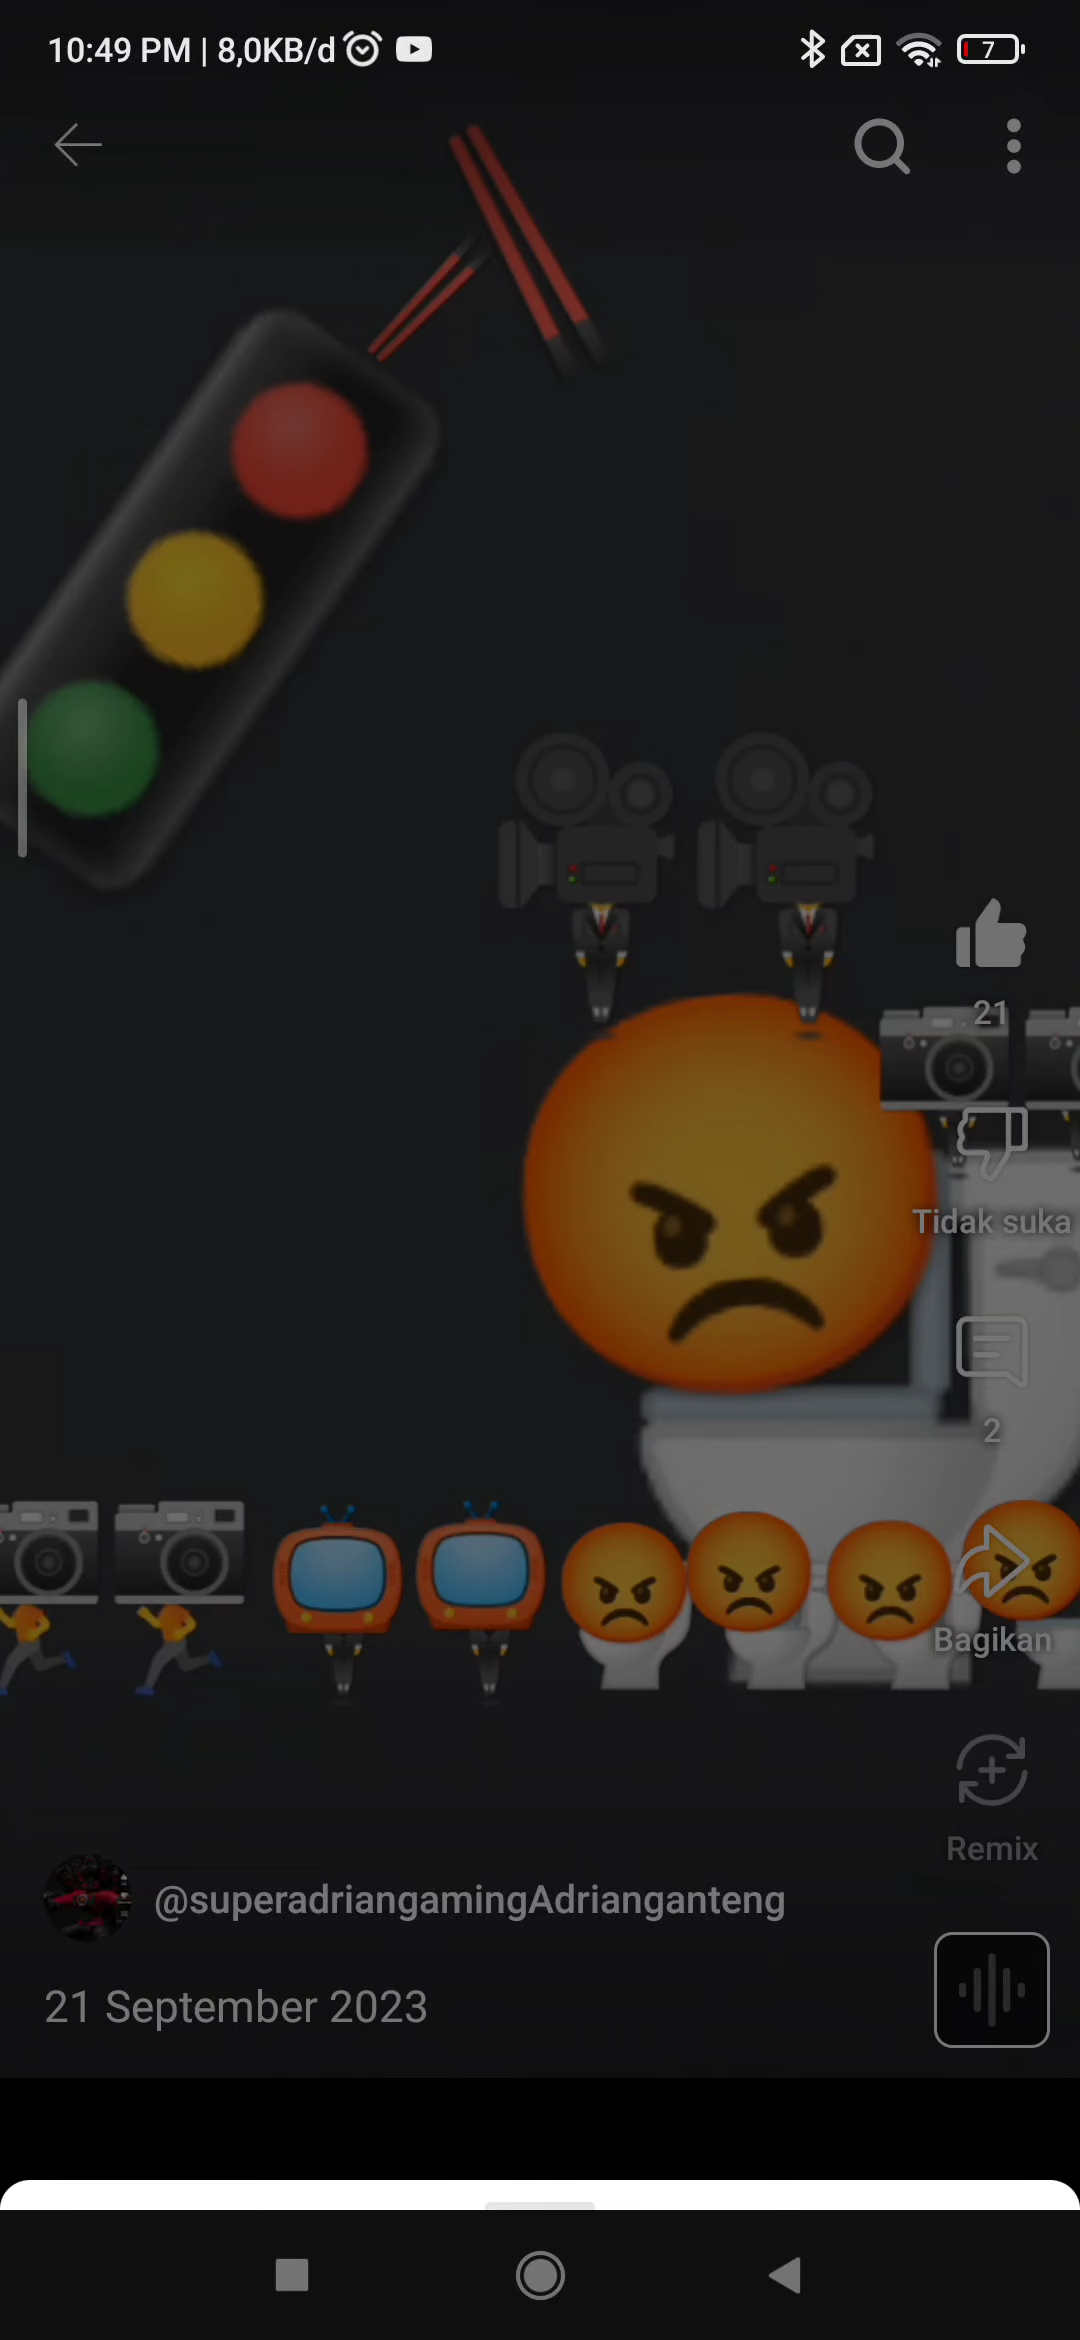 10:49 PM | 8,0KB/d
7
21
Tidak suka
2
Bagikan
Remix
@superadriangamingAdrianganteng
21 September 2023